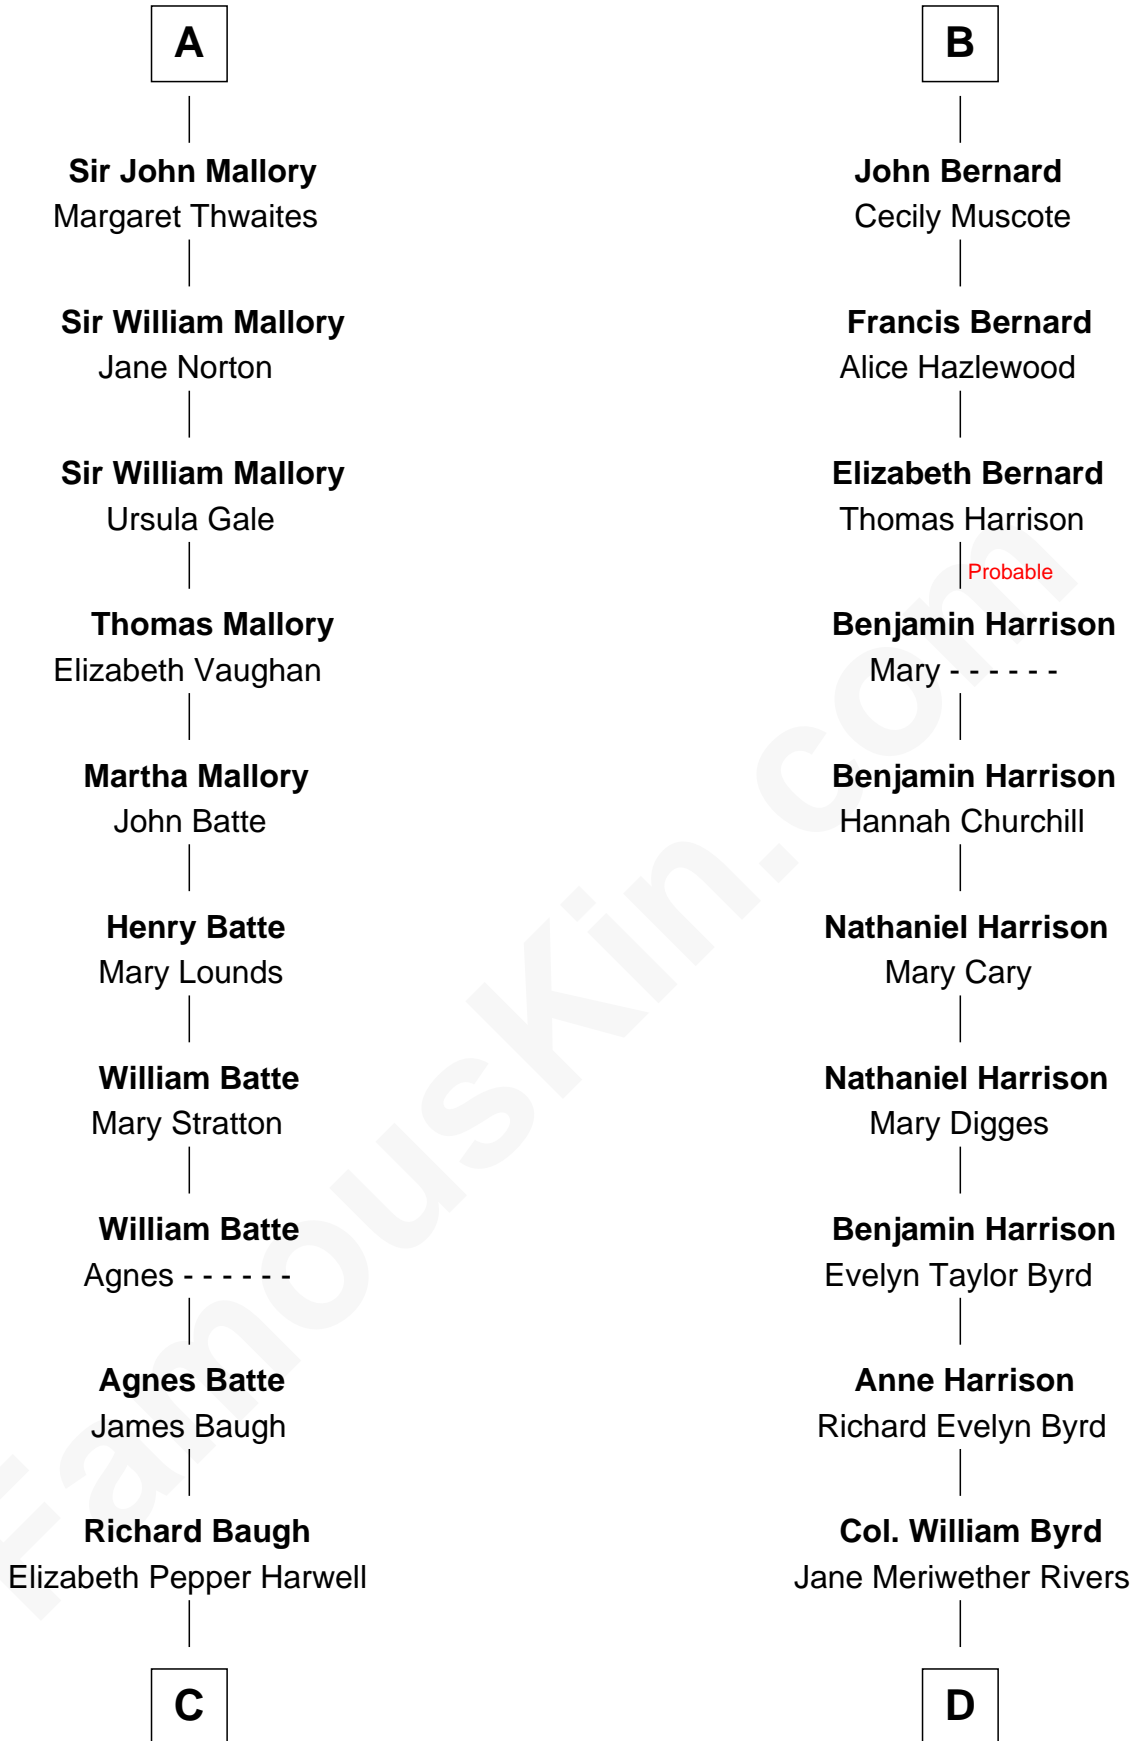 A
Sir John Mallory
Margaret Thwaites
Sir William Mallory
Jane Norton
Sir William Mallory
Ursula Gale
Thomas Mallory
Elizabeth Vaughan
Martha Mallory
John Batte
Henry Batte
Mary Lounds
William Batte
Mary Stratton
William Batte
Agnes - - - - - -
Agnes Batte
James Baugh
Richard Baugh
Elizabeth Pepper Harwell
C
B
John Bernard
Cecily Muscote
Francis Bernard
Alice Hazlewood
Elizabeth Bernard
Thomas Harrison
Probable
Benjamin Harrison
Mary - - - - - -
Benjamin Harrison
Hannah Churchill
Nathaniel Harrison
Mary Cary
Nathaniel Harrison
Mary Digges
Benjamin Harrison
Evelyn Taylor Byrd
Anne Harrison
Richard Evelyn Byrd
Col. William Byrd
Jane Meriwether Rivers
D
FamousKin.com